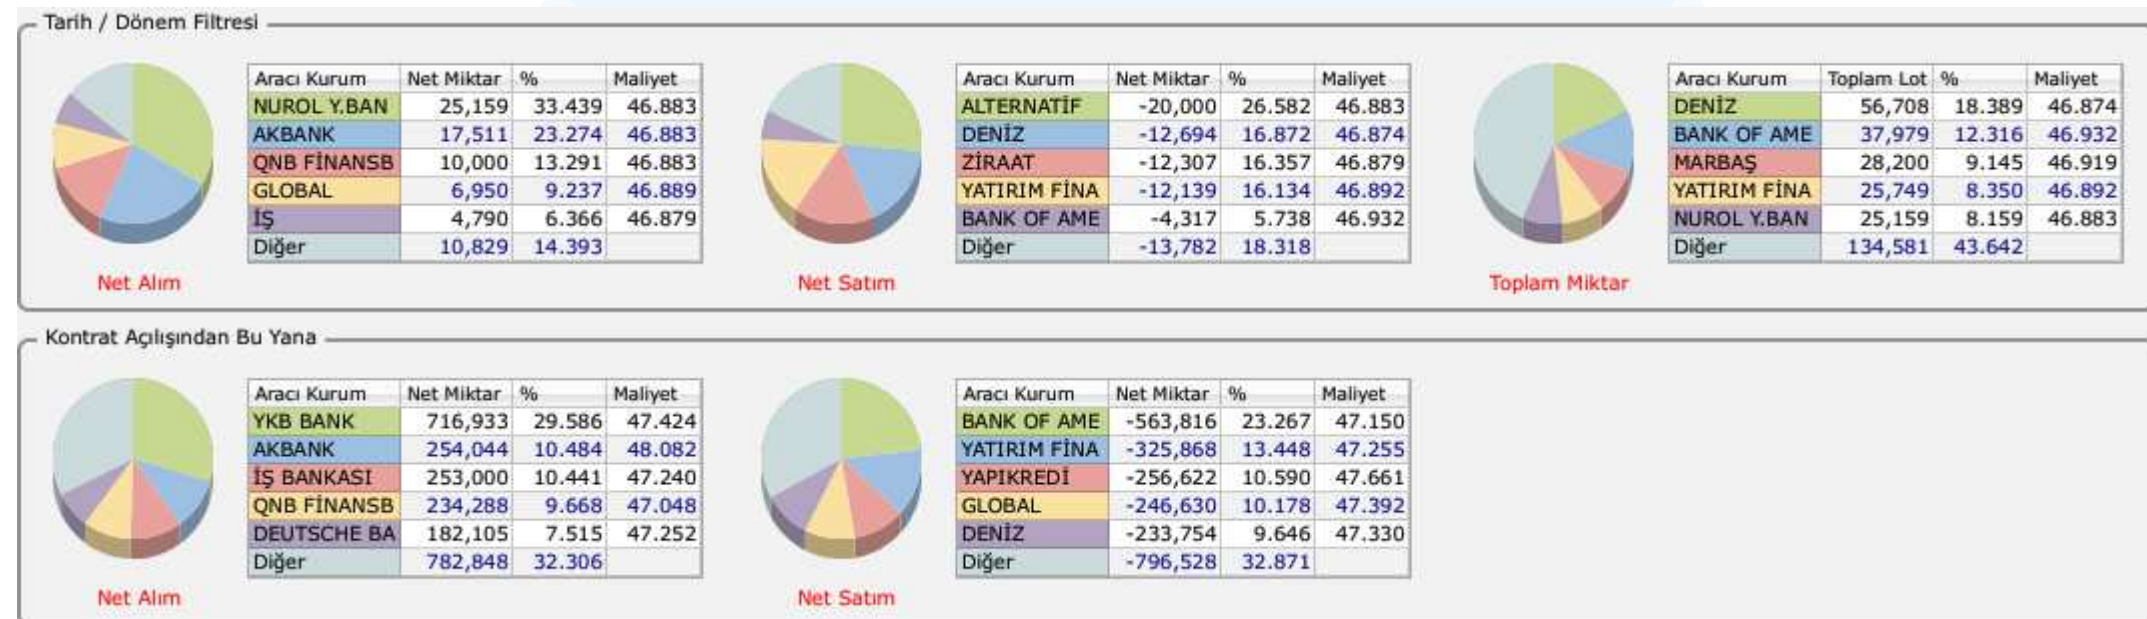 Tarih / Dönem Filtresi
Aracı Kurum Net Miktar % Maliyet
NUROL Y.BAN 25,159 33.439 46.883
AKBANK 17,511 23.274 46.883
QNB FİNANSB 10,000 13.291 46.883
GLOBAL 6,950 9.237 46.889
İŞ 4,790 6.366 46.879
Diğer 10,829 14.393
Net Alım
Aracı Kurum Net Miktar % Maliyet
ALTERNATİF -20,000 26.582 46.883
DENİZ -12,694 16.872 46.874
ZİRAAT -12,307 16.357 46.879
YATIRIM FİNA -12,139 16.134 46.892
BANK OF AME -4,317 5.738 46.932
Diğer -13,782 18.318
Net Satım
Aracı Kurum Toplam Lot % Maliyet
DENİZ 56,708 18.389 46.874
BANK OF AME 37,979 12.316 46.932
MARBAŞ 28,200 9.145 46.919
YATIRIM FİNA 25,749 8.350 46.892
NUROL Y.BAN 25,159 8.159 46.883
Diğer 134,581 43.642
Toplam Miktar
Kontrat Açılışından Bu Yana
Aracı Kurum Net Miktar % Maliyet
YKB BANK 716,933 29.586 47.424
AKBANK 254,044 10.484 48.082
İŞ BANKASI 253,000 10.441 47.240
QNB FİNANSB 234,288 9.668 47.048
DEUTSCHE BA 182,105 7.515 47.252
Diğer 782,848 32.306
Net Alım
Aracı Kurum Net Miktar % Maliyet
BANK OF AME -563,816 23.267 47.150
YATIRIM FİNA -325,868 13.448 47.255
YAPIKREDİ -256,622 10.590 47.661
GLOBAL -246,630 10.178 47.392
DENİZ -233,754 9.646 47.330
Diğer -796,528 32.871
Net Satım